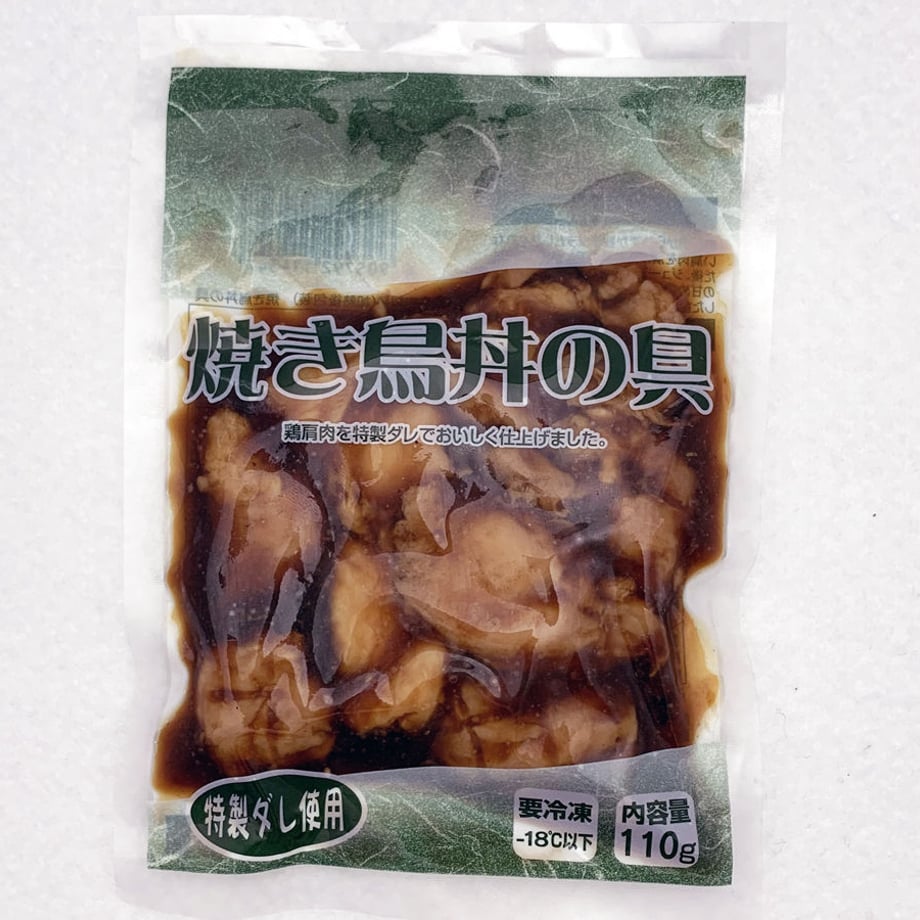 焼き鳥丼の具
鶏肩肉を特製ダレでおいしく仕上げました。
特製ダレ使用
要冷凍
-18℃以下
内容量
110g